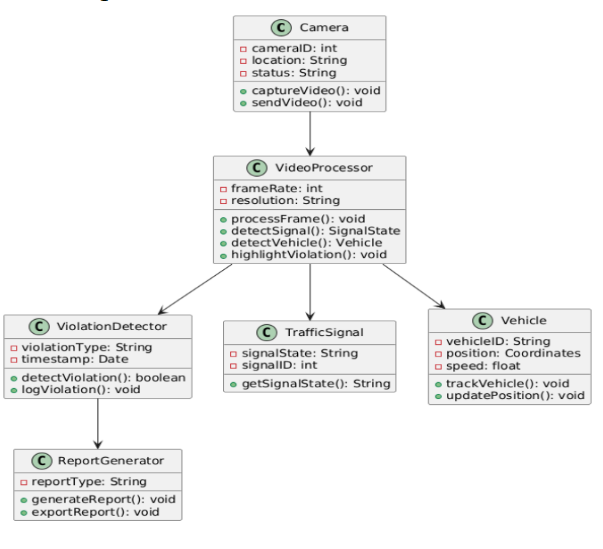 C Camera
cameraID: int
location: String
status: String
captureVideo(): void
sendVideo(): void
C VideoProcessor
frameRate: int
resolution: String
processFrame(): void
detectSignal(): SignalState
detectVehicle(): Vehicle
highlightViolation(): void
C ViolationDetector
violationType: String
timestamp: Date
detectViolation(): boolean
logViolation(): void
C TrafficSignal
signalState: String
signalID: int
getSignalState(): String
C Vehicle
vehicleID: String
position: Coordinates
speed: float
trackVehicle(): void
updatePosition(): void
C ReportGenerator
reportType: String
generateReport(): void
exportReport(): void